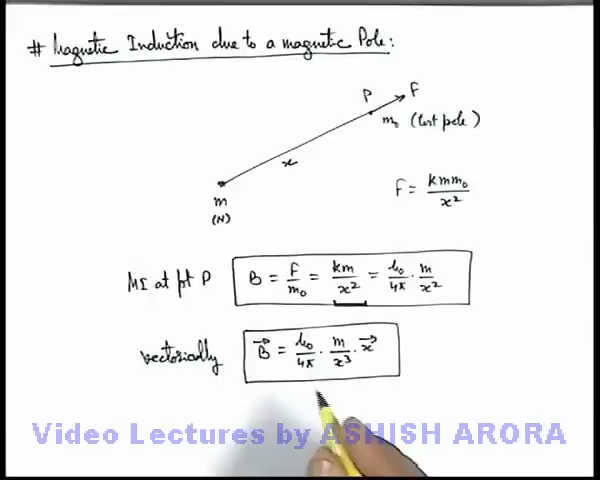 # Magnetic Induction due to a magnetic Pole:
P F
m₀ (test pole)
x
m
(N)
F = kmm₀/x²
MI at pt P B = F/m₀ = km/x² = μ₀/4π · m/x²
vectorially B⃗ = μ₀/4π · m/x³ · x⃗
Video Lectures by ASHISH ARORA